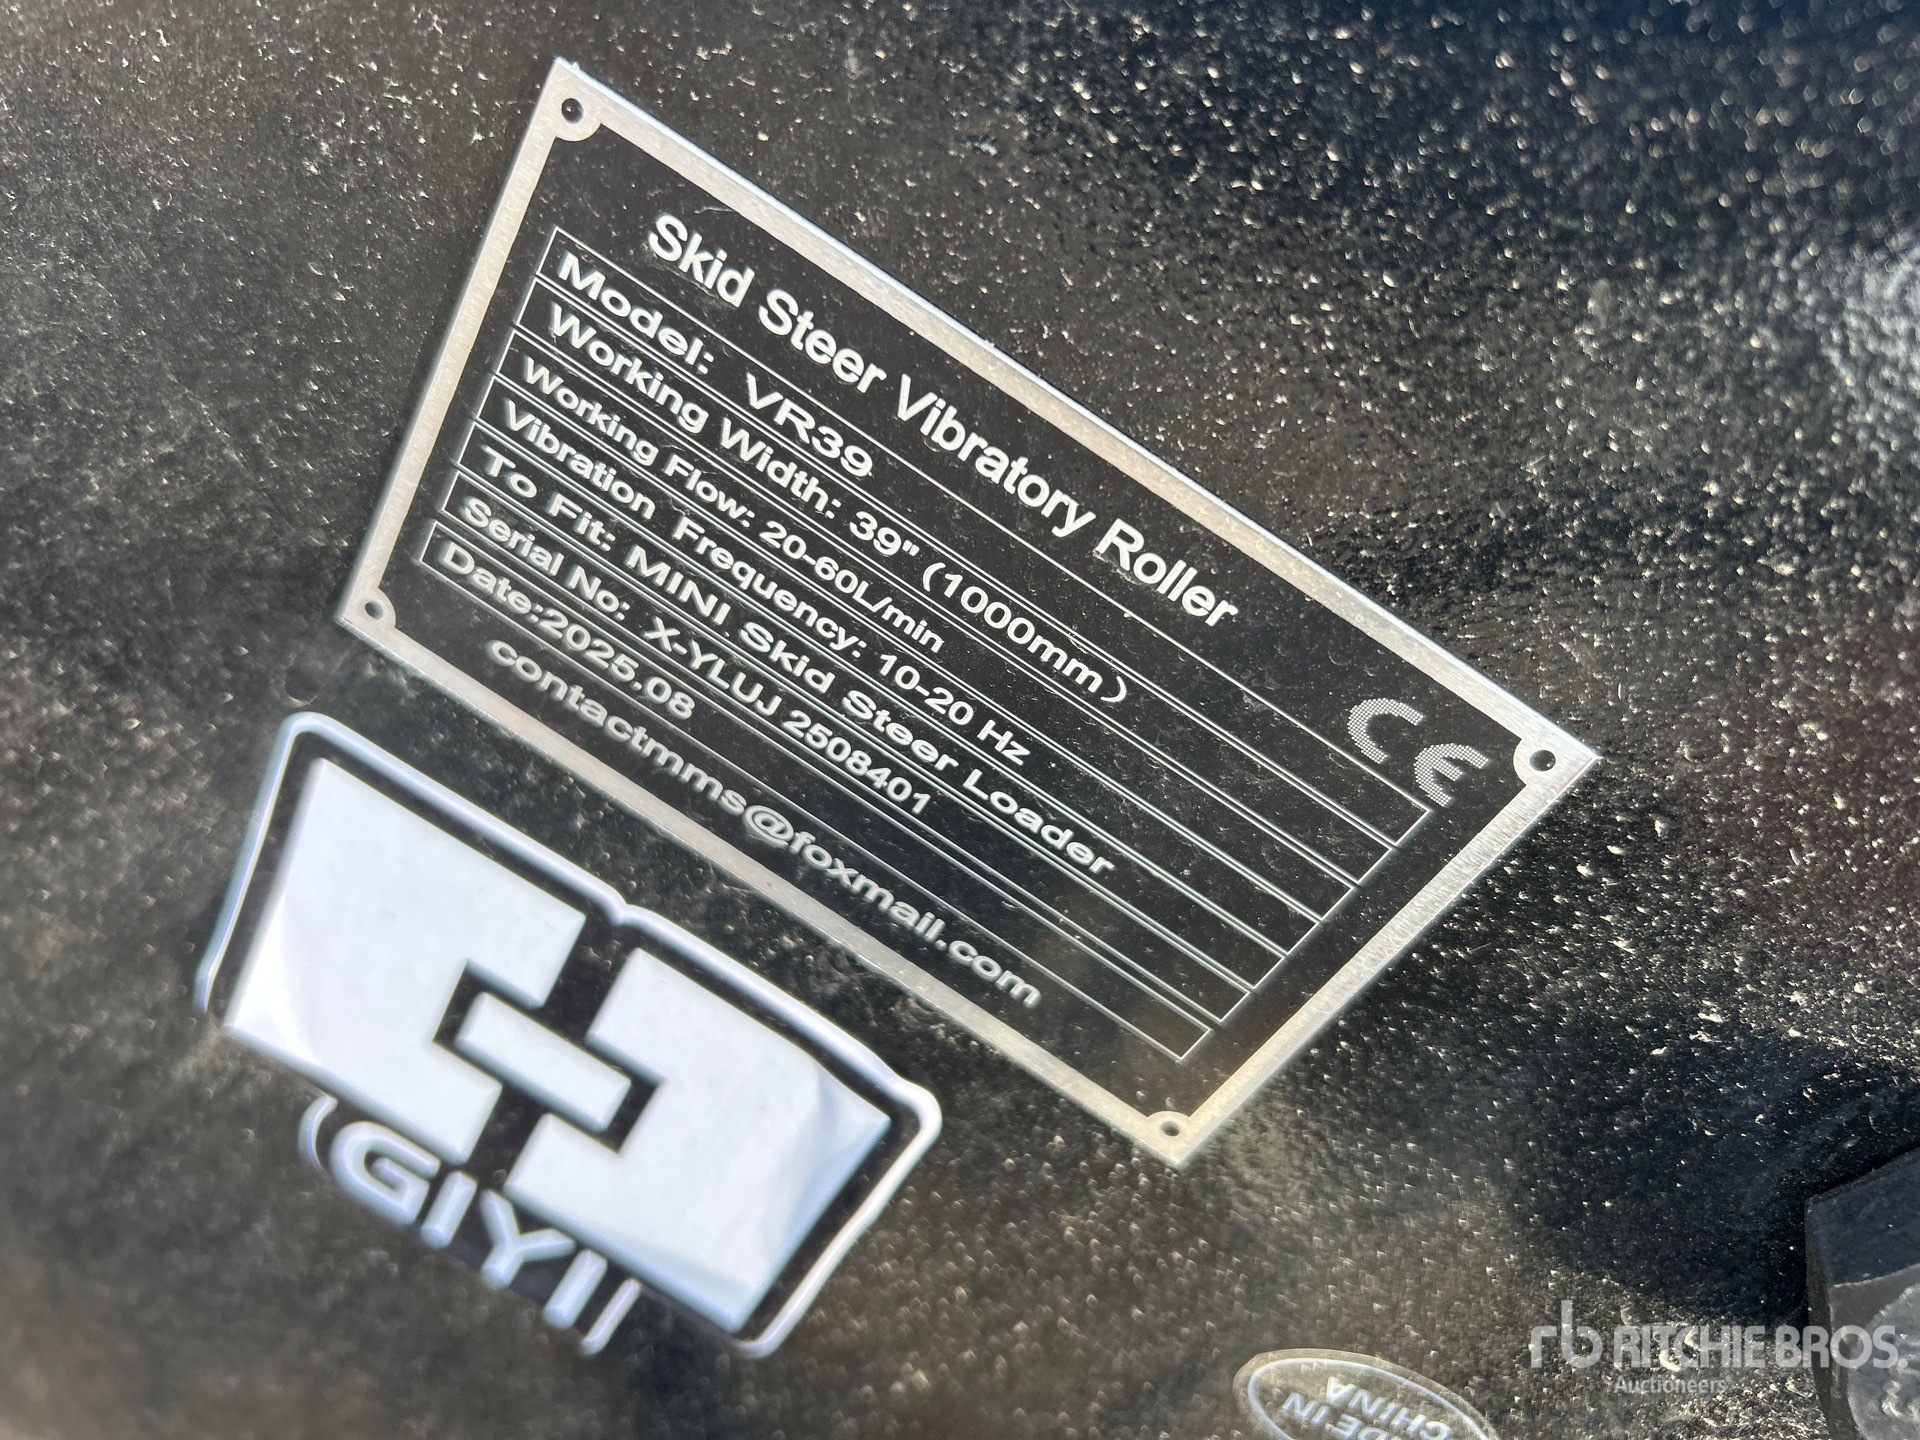 Skid Steer Vibratory Roller
Model: VR39
Working Width: 39" (1000mm)
Working Flow: 20-60L/min
Vibration Frequency: 10-20 Hz
To Fit: MINI Skid Steer Loader
Serial No: X-YLUJ 2508401
Date:2025.08
contactmms@foxmail.com
CE
GIYI
MADE IN
CHINA
rb RITCHIE BROS.
Auctioneers